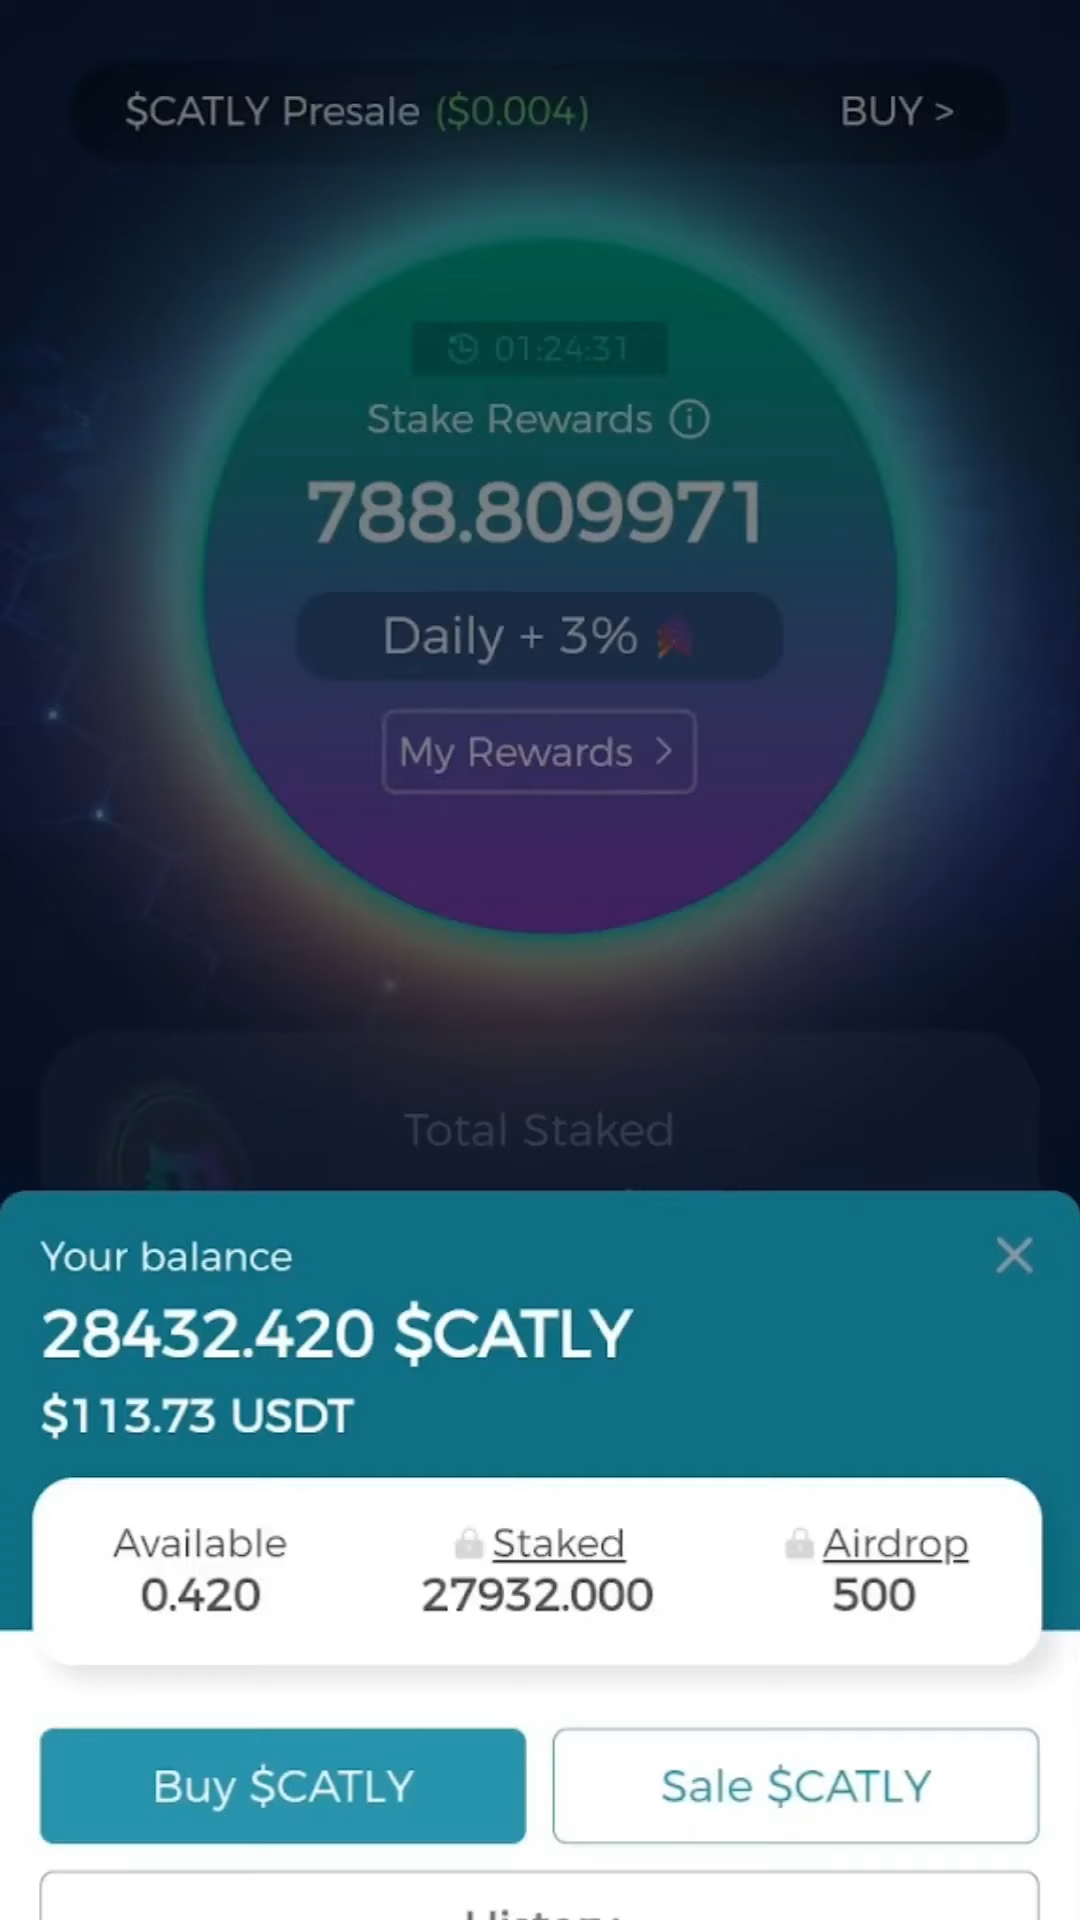 $CATLY Presale ($0.004) BUY >
01:24:31
Stake Rewards
788.809971
Daily + 3%
My Rewards >
Total Staked
Your balance
28432.420 $CATLY
$113.73 USDT
Available Staked Airdrop
0.420 27932.000 500
Buy $CATLY Sale $CATLY
History